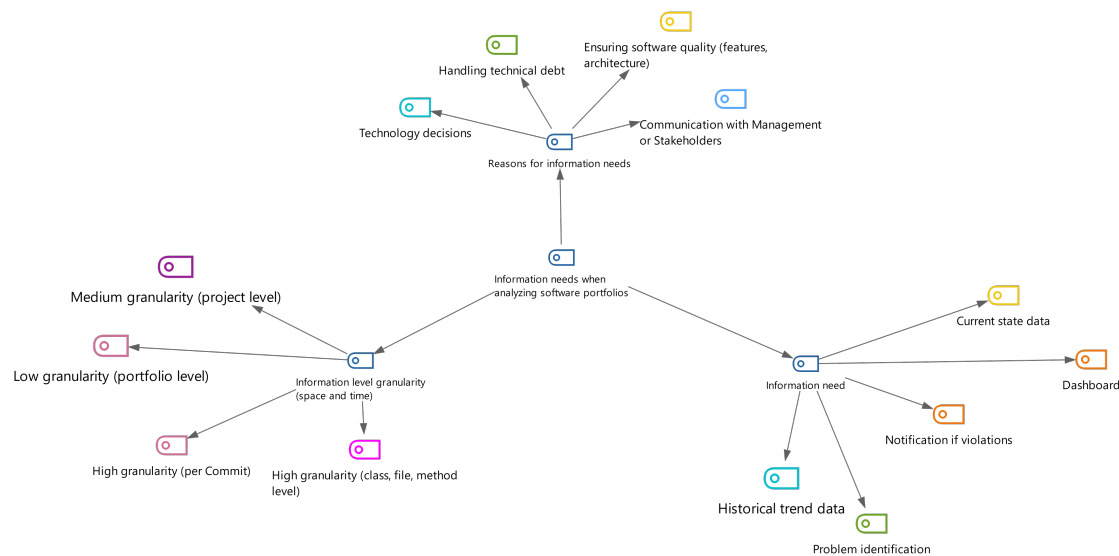 Ensuring software quality (features,
architecture)
Handling technical debt
Technology decisions
Communication with Management
or Stakeholders
Reasons for information needs
Information needs when
analyzing software portfolios
Medium granularity (project level)
Low granularity (portfolio level)
Information level granularity
(space and time)
High granularity (per Commit)
High granularity (class, file, method
level)
Current state data
Dashboard
Information need
Notification if violations
Historical trend data
Problem identification